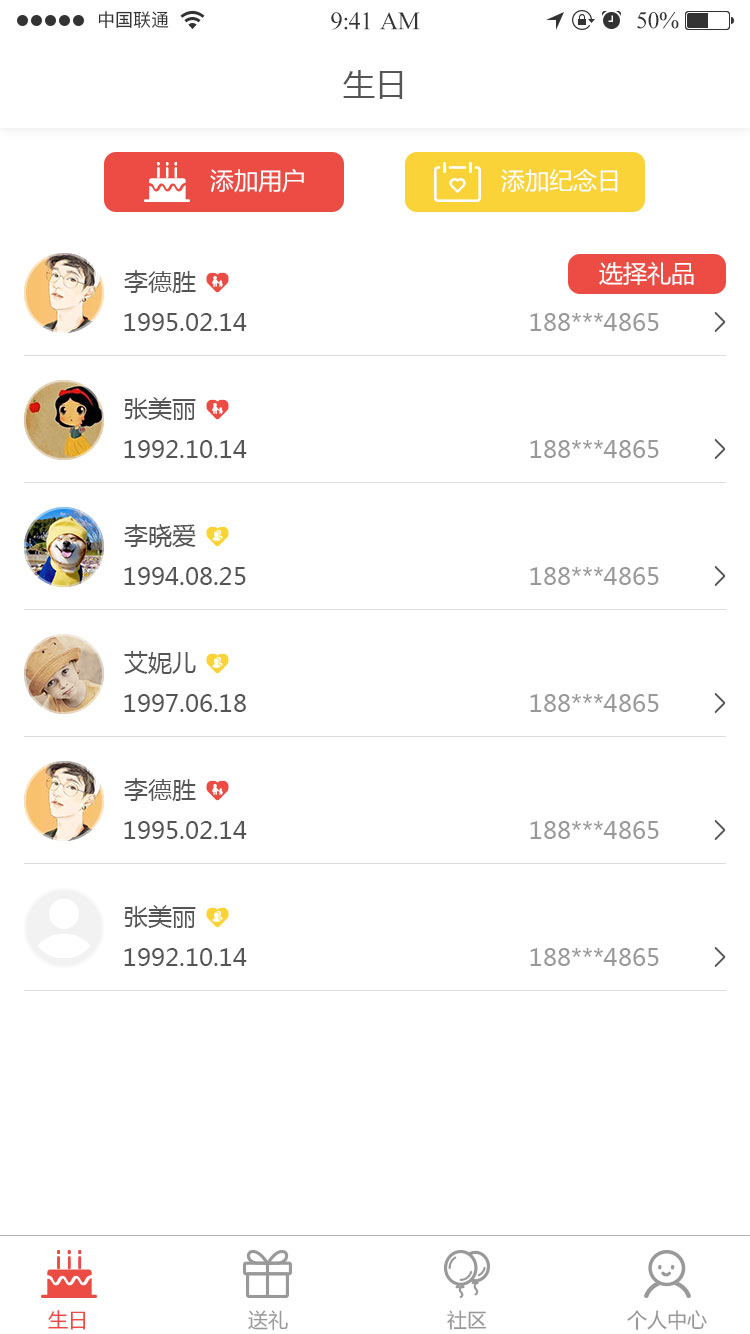 中国联通 9:41 AM 50%
生日
添加用户 添加纪念日
李德胜 选择礼品
1995.02.14 188***4865
张美丽
1992.10.14 188***4865
李晓爱
1994.08.25 188***4865
艾妮儿
1997.06.18 188***4865
李德胜
1995.02.14 188***4865
张美丽
1992.10.14 188***4865
生日 送礼 社区 个人中心